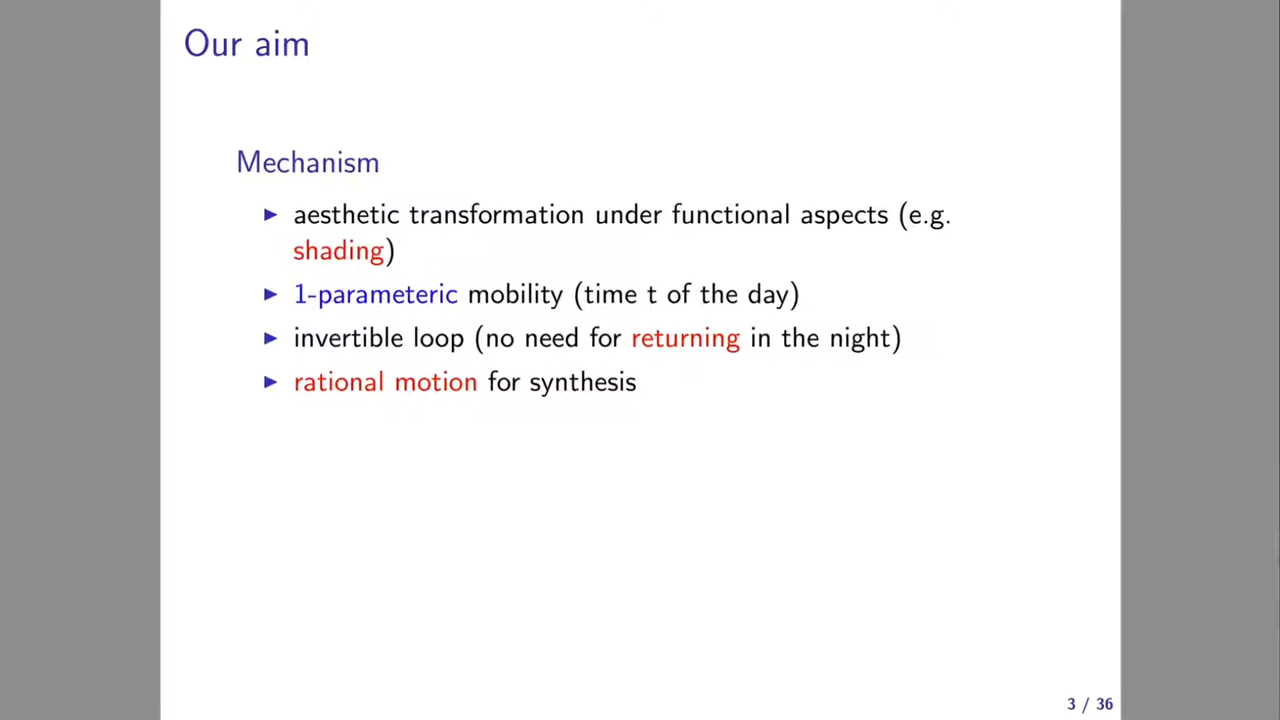 Our aim
Mechanism
▶ aesthetic transformation under functional aspects (e.g.
shading)
▶ 1-parameteric mobility (time t of the day)
▶ invertible loop (no need for returning in the night)
▶ rational motion for synthesis
3 / 36